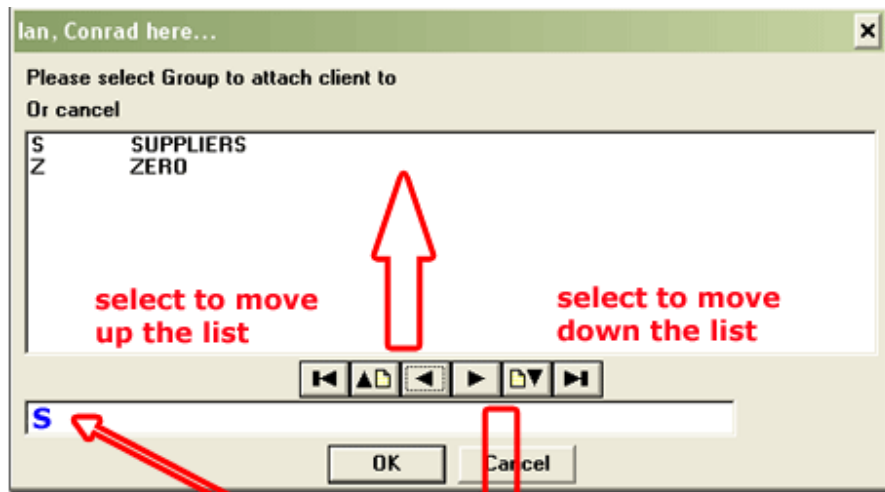 Ian, Conrad here...
Please select Group to attach client to
Or cancel
S SUPPLIERS
Z ZERO
select to move
up the list
select to move
down the list
S
OK Cancel